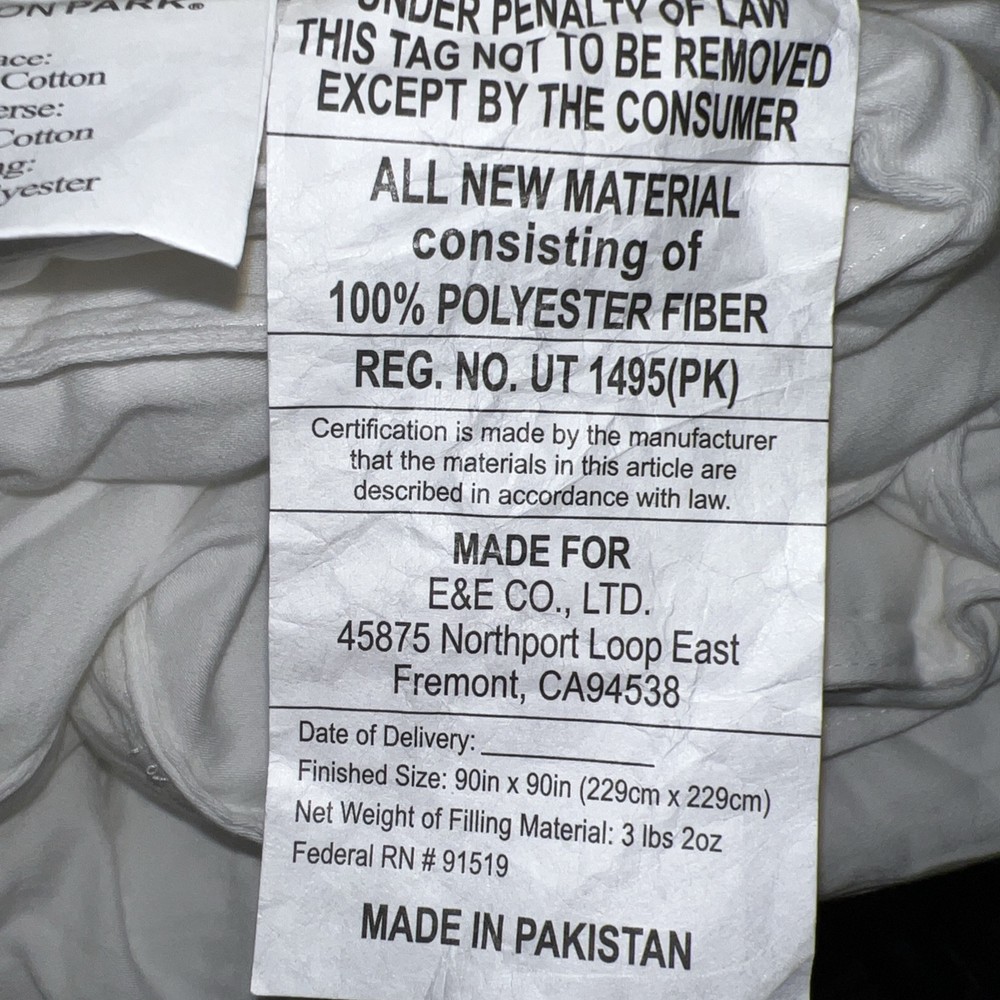 ON PARK®
Cotton
Cotton
UNDER PENALTY OF LAW
THIS TAG NOT TO BE REMOVED
EXCEPT BY THE CONSUMER
ALL NEW MATERIAL
consisting of
100% POLYESTER FIBER
REG. NO. UT 1495(PK)
Certification is made by the manufacturer
that the materials in this article are
described in accordance with law.
MADE FOR
E&E CO., LTD.
45875 Northport Loop East
Fremont, CA94538
Date of Delivery:
Finished Size: 90in x 90in (229cm x 229cm)
Net Weight of Filling Material: 3 lbs 2oz
Federal RN # 91519
MADE IN PAKISTAN